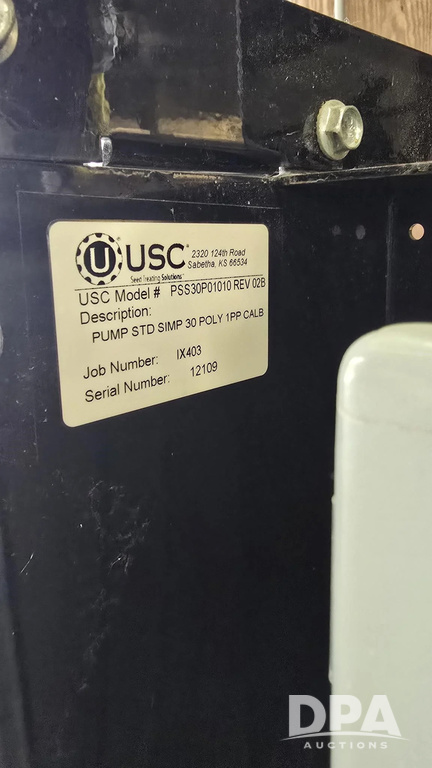 U USC® 2320 124th Road
Seed Treating Solutions™ Sabetha, KS 66534
USC Model # PSS30P01010 REV 02B
Description:
PUMP STD SIMP 30 POLY 1PP CALB
Job Number: IX403
Serial Number: 12109
DPA
AUCTIONS